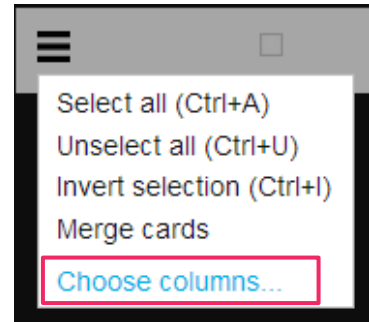 Select all (Ctrl+A)
Unselect all (Ctrl+U)
Invert selection (Ctrl+I)
Merge cards
Choose columns...